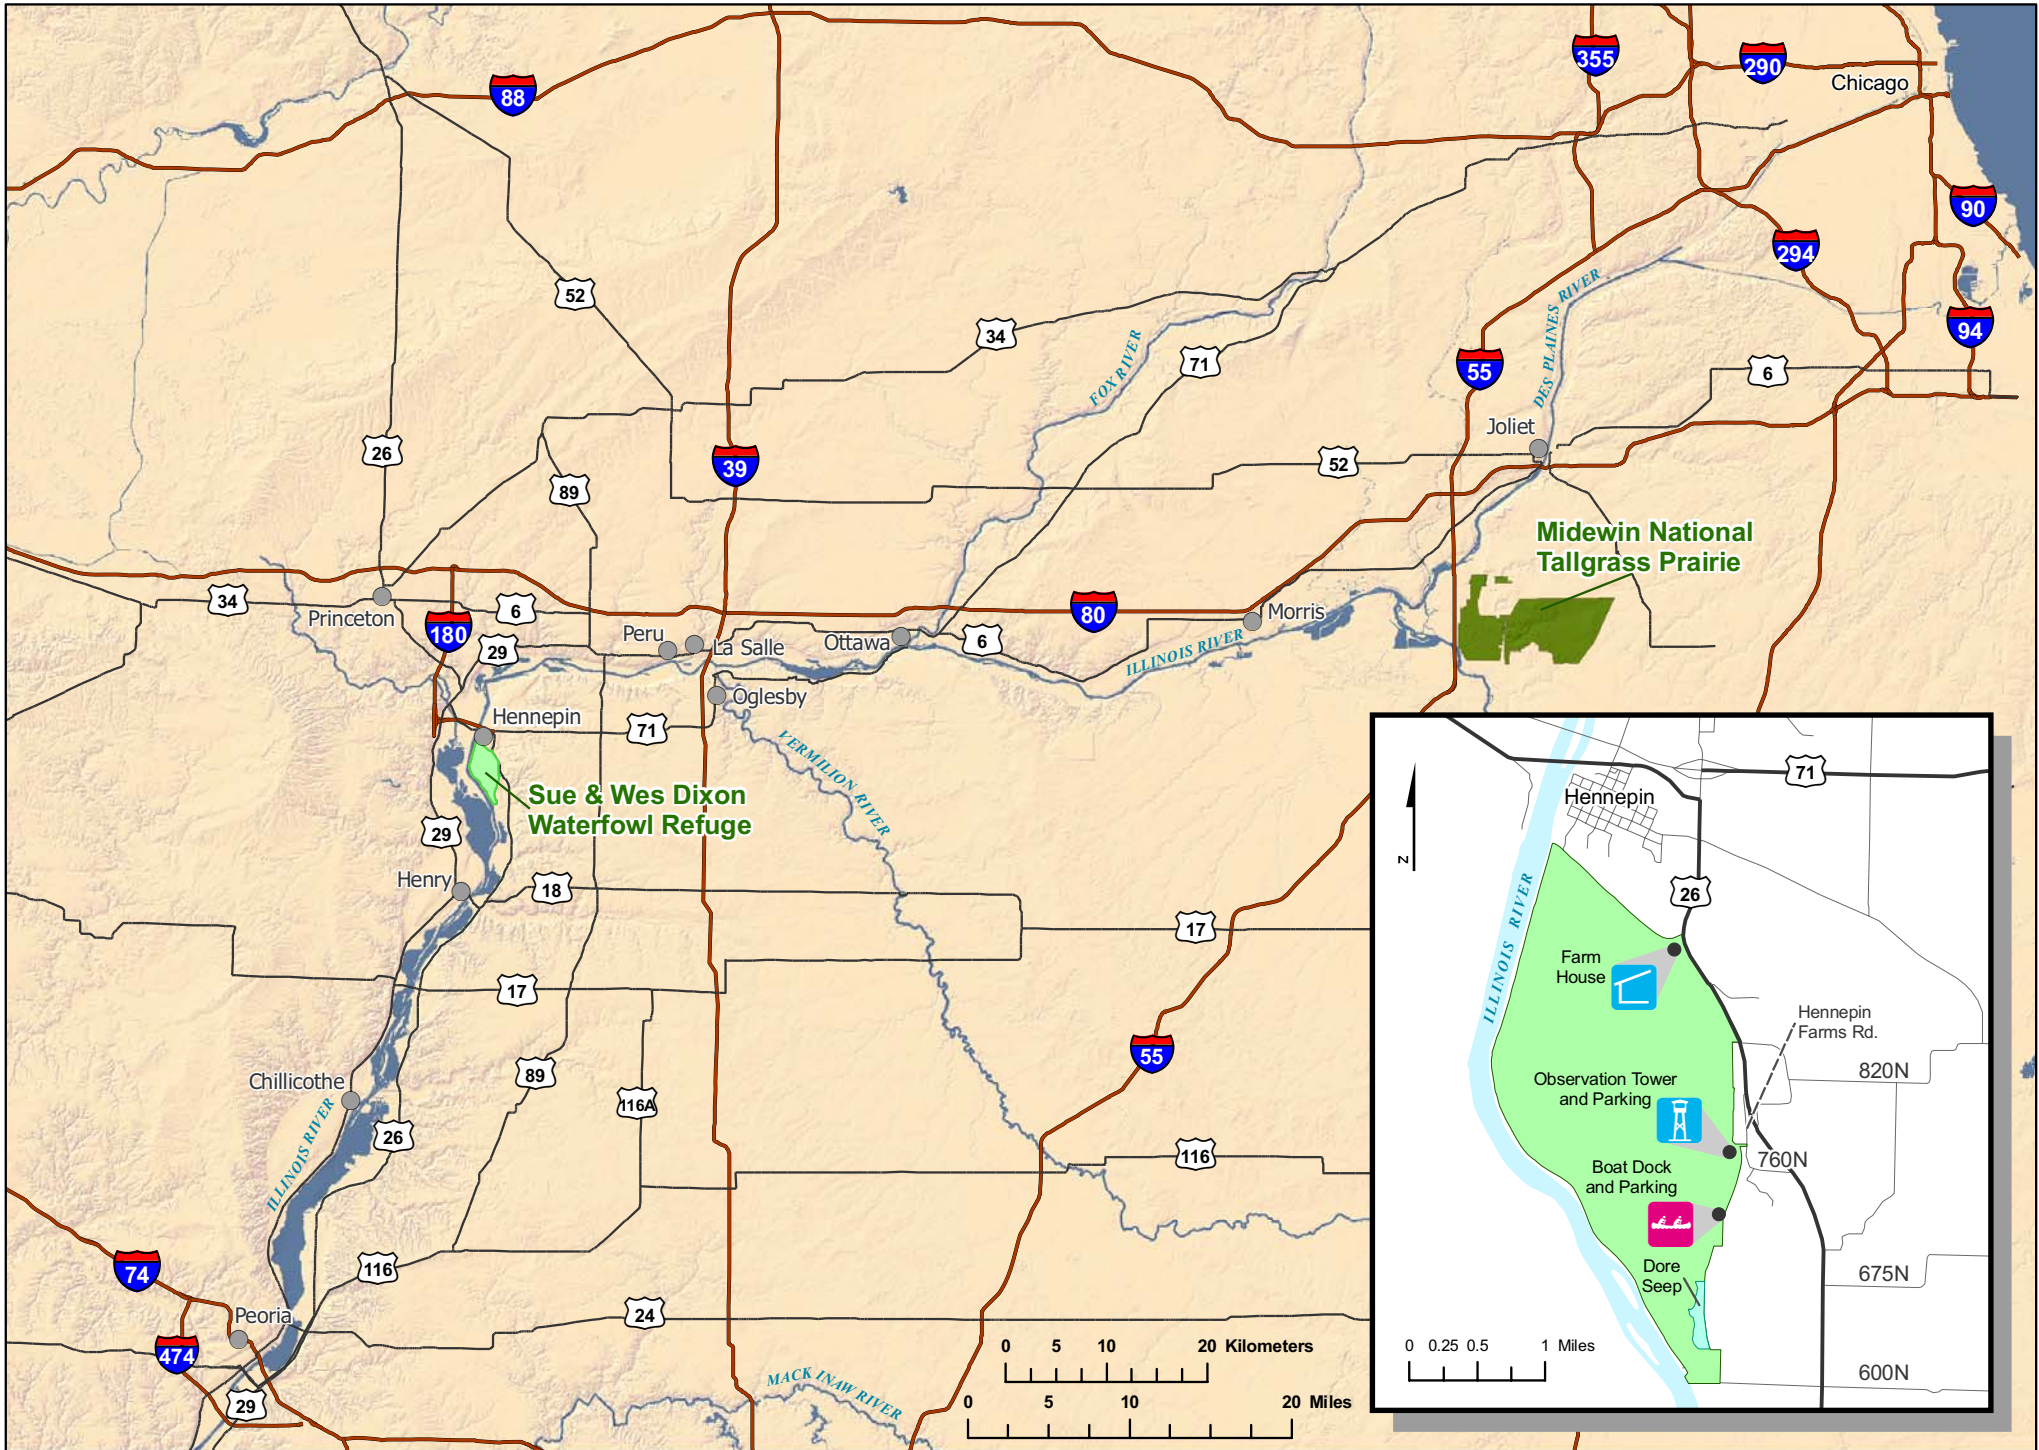 88
355
290
Chicago
90
294
94
52
34
71
FOX RIVER
DES PLAINES RIVER
55
6
Joliet
26
39
89
52
Midewin National
Tallgrass Prairie
34
Princeton
6
180
29
Peru
La Salle
Ottawa
6
80
Morris
ILLINOIS RIVER
Oglesby
Hennepin
71
VERMILION RIVER
Sue & Wes Dixon
Waterfowl Refuge
29
Henry
18
17
17
55
Chillicothe
89
116A
26
ILLINOIS RIVER
116
74
116
Peoria
24
474
29
MACK INAW RIVER
0 5 10 20 Kilometers
0 5 10 20 Miles
71
Hennepin
N
26
ILLINOIS RIVER
Farm
House
Hennepin
Farms Rd.
820N
Observation Tower
and Parking
760N
Boat Dock
and Parking
Dore
Seep
675N
0 0.25 0.5 1 Miles
600N